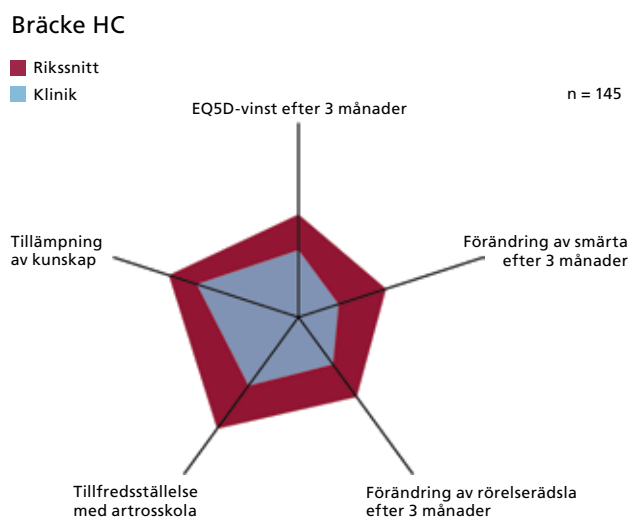 Bräcke HC
Rikssnitt
Klinik
n = 145
EQ5D-vinst efter 3 månader
Tillämpning
av kunskap
Förändring av smärta
efter 3 månader
Tillfredsställelse
med artrosskola
Förändring av rörelserädsla
efter 3 månader